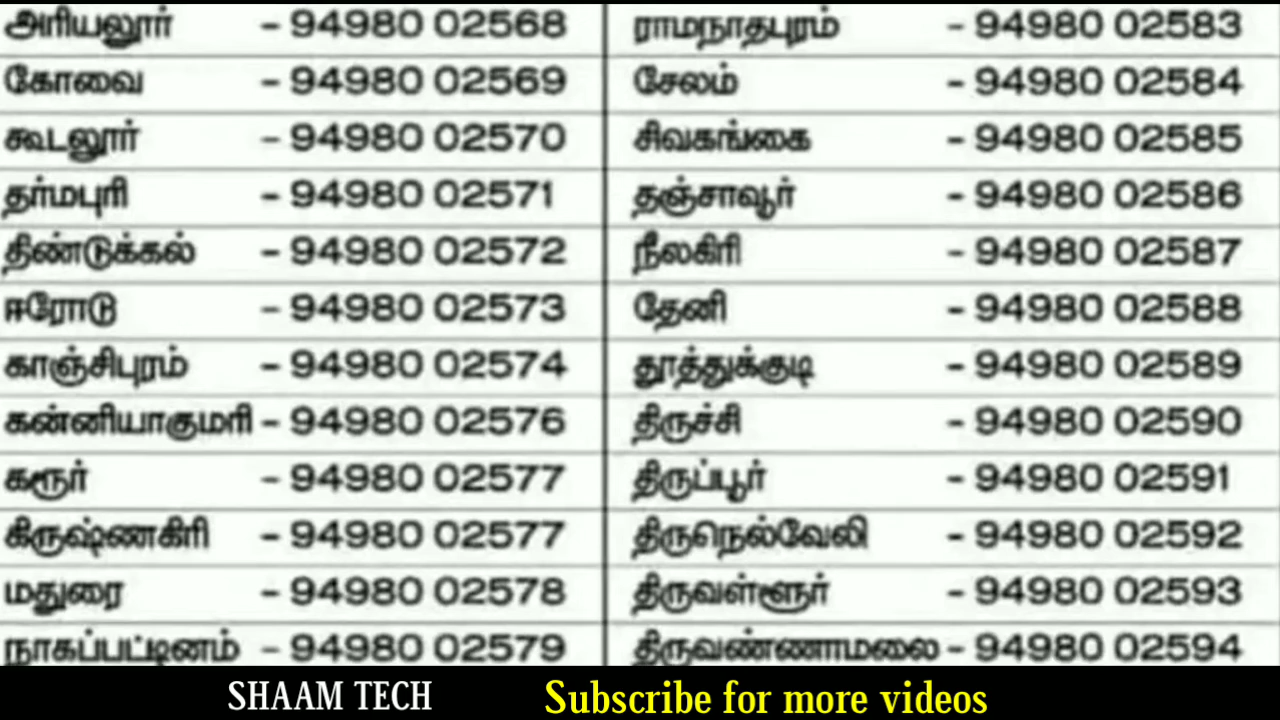 அரியலூர் - 94980 02568
கோவை - 94980 02569
கூடலூர் - 94980 02570
தர்மபுரி - 94980 02571
திண்டுக்கல் - 94980 02572
ஈரோடு - 94980 02573
காஞ்சிபுரம் - 94980 02574
கன்னியாகுமரி - 94980 02576
கரூர் - 94980 02577
கிருஷ்ணகிரி - 94980 02577
மதுரை - 94980 02578
நாகப்பட்டினம் - 94980 02579
ராமநாதபுரம் - 94980 02583
சேலம் - 94980 02584
சிவகங்கை - 94980 02585
தஞ்சாவூர் - 94980 02586
நீலகிரி - 94980 02587
தேனி - 94980 02588
தூத்துக்குடி - 94980 02589
திருச்சி - 94980 02590
திருப்பூர் - 94980 02591
திருநெல்வேலி - 94980 02592
திருவள்ளூர் - 94980 02593
திருவண்ணாமலை - 94980 02594
SHAAM TECH
Subscribe for more videos